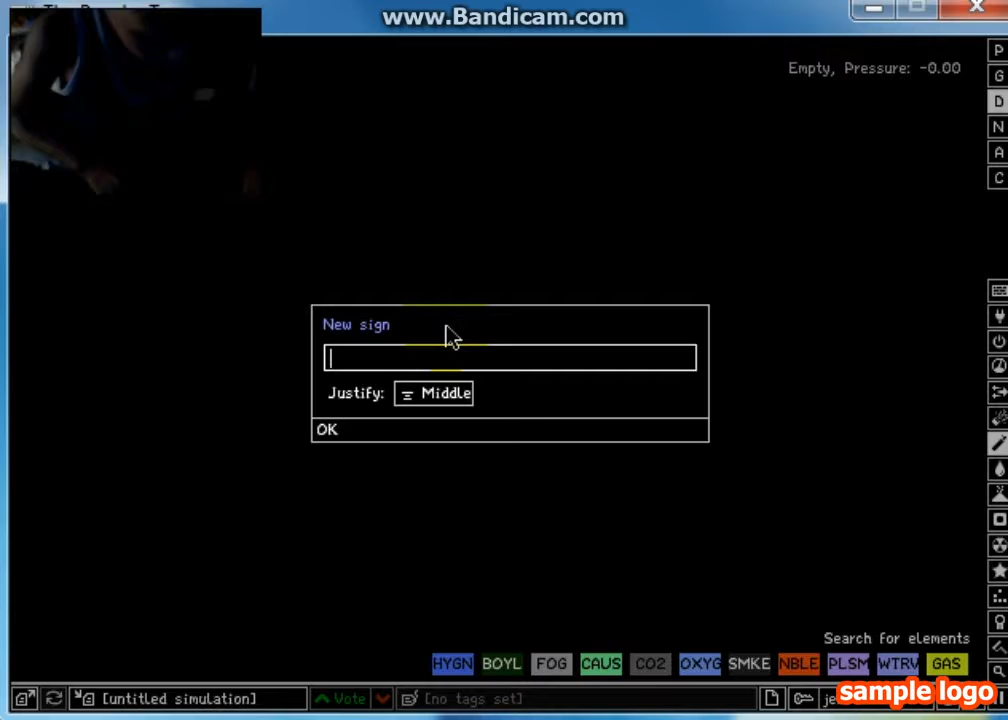 www.Bandicam.com
Empty, Pressure: -0.00
P
G
D
N
A
C
New sign
Justify: Middle
OK
Search for elements
HYGN BOYL FOG CAUS CO2 OXYG SMKE NBLE PLSM WTRV GAS
[untitled simulation] Vote [no tags set]
sample logo